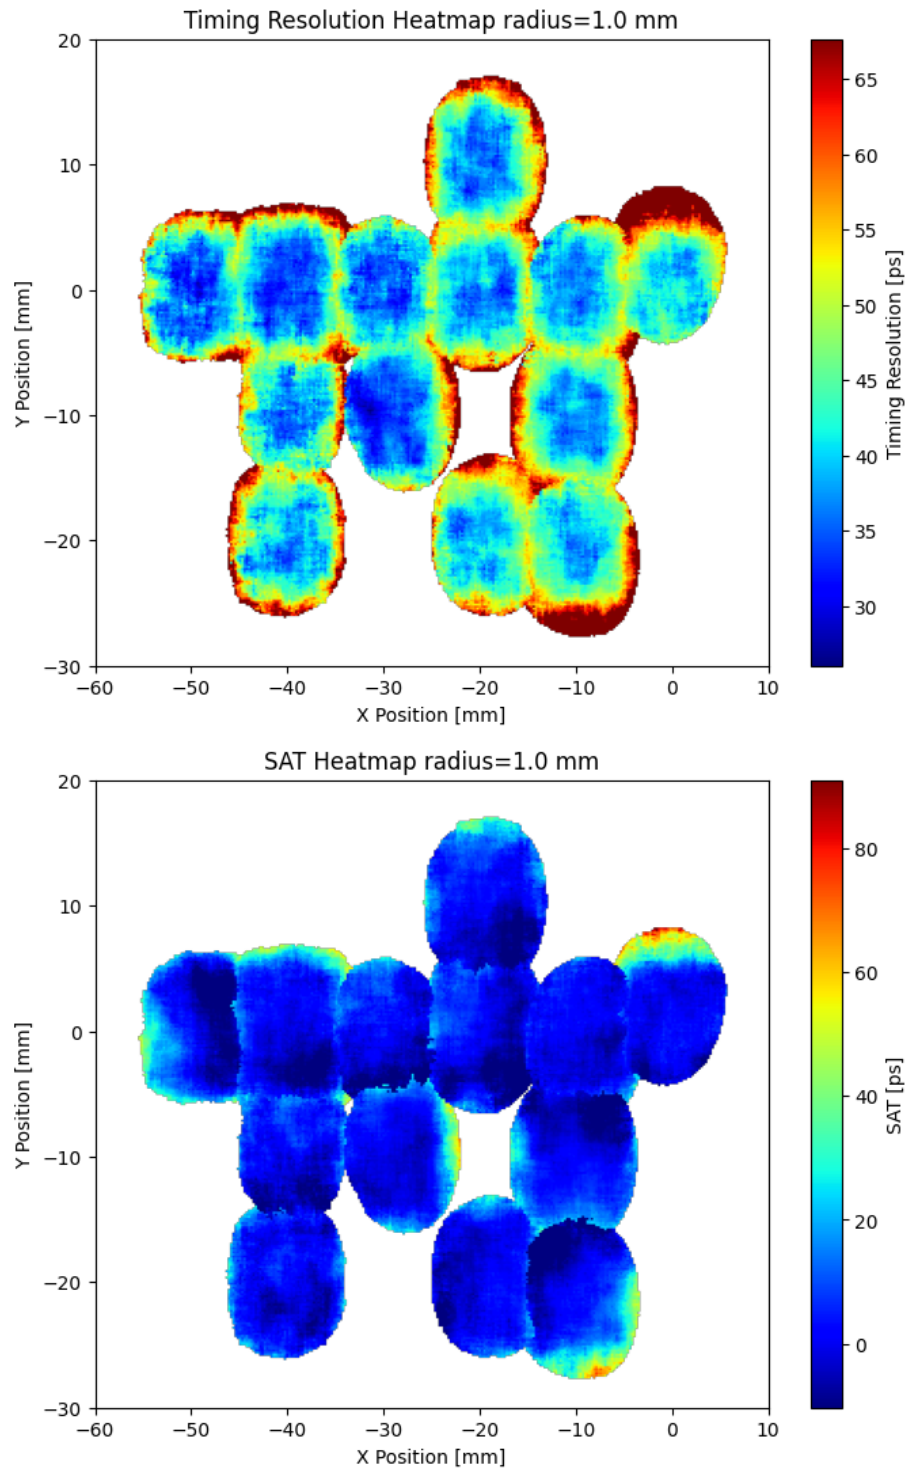 Timing Resolution Heatmap radius=1.0 mm
20
10
0
−10
−20
−30
Y Position [mm]
−60 −50 −40 −30 −20 −10 0 10
X Position [mm]
65
60
55
50
45
40
35
30
Timing Resolution [ps]
SAT Heatmap radius=1.0 mm
20
10
0
−10
−20
−30
Y Position [mm]
−60 −50 −40 −30 −20 −10 0 10
X Position [mm]
80
60
40
20
0
SAT [ps]